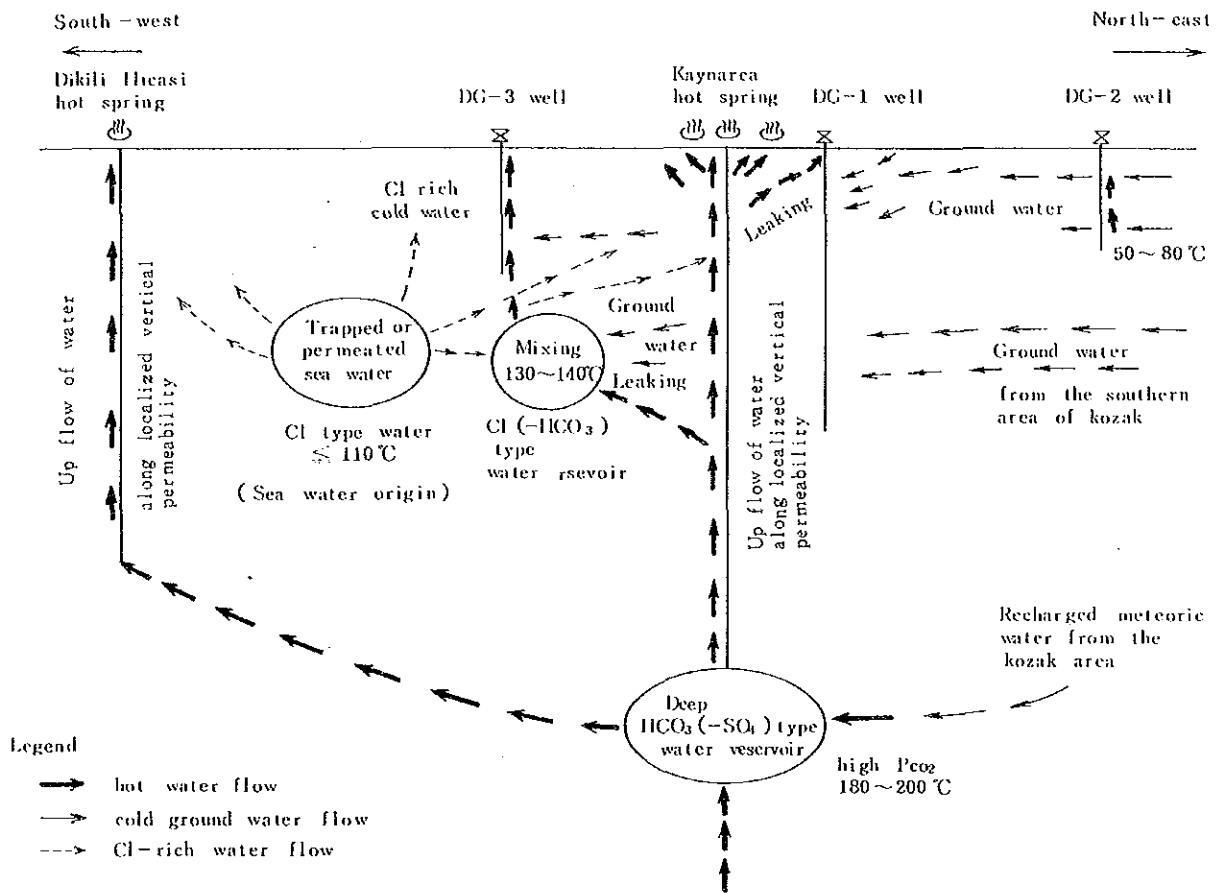 South-west
North-east
Dikili Ilıcasi
hot spring
DG-3 well
Kaynarca
hot spring
DG-1 well
DG-2 well
Cl rich
cold water
Leaking
Ground water
50~80℃
Up flow of water
along localized vertical
permeability
Trapped or
permeated
sea water
Mixing
130~140℃
Ground
water
Leaking
Up flow of water
along localized vertical
permeability
Ground water
from the southern
area of kozak
Cl type water
≦ 110℃
(Sea water origin)
Cl (-HCO₃)
type
water rsevoir
Recharged meteoric
water from the
kozak area
Deep
HCO₃(-SO₄) type
water veservoir
high Pco₂
180~200℃
Legend
hot water flow
cold ground water flow
Cl-rich water flow